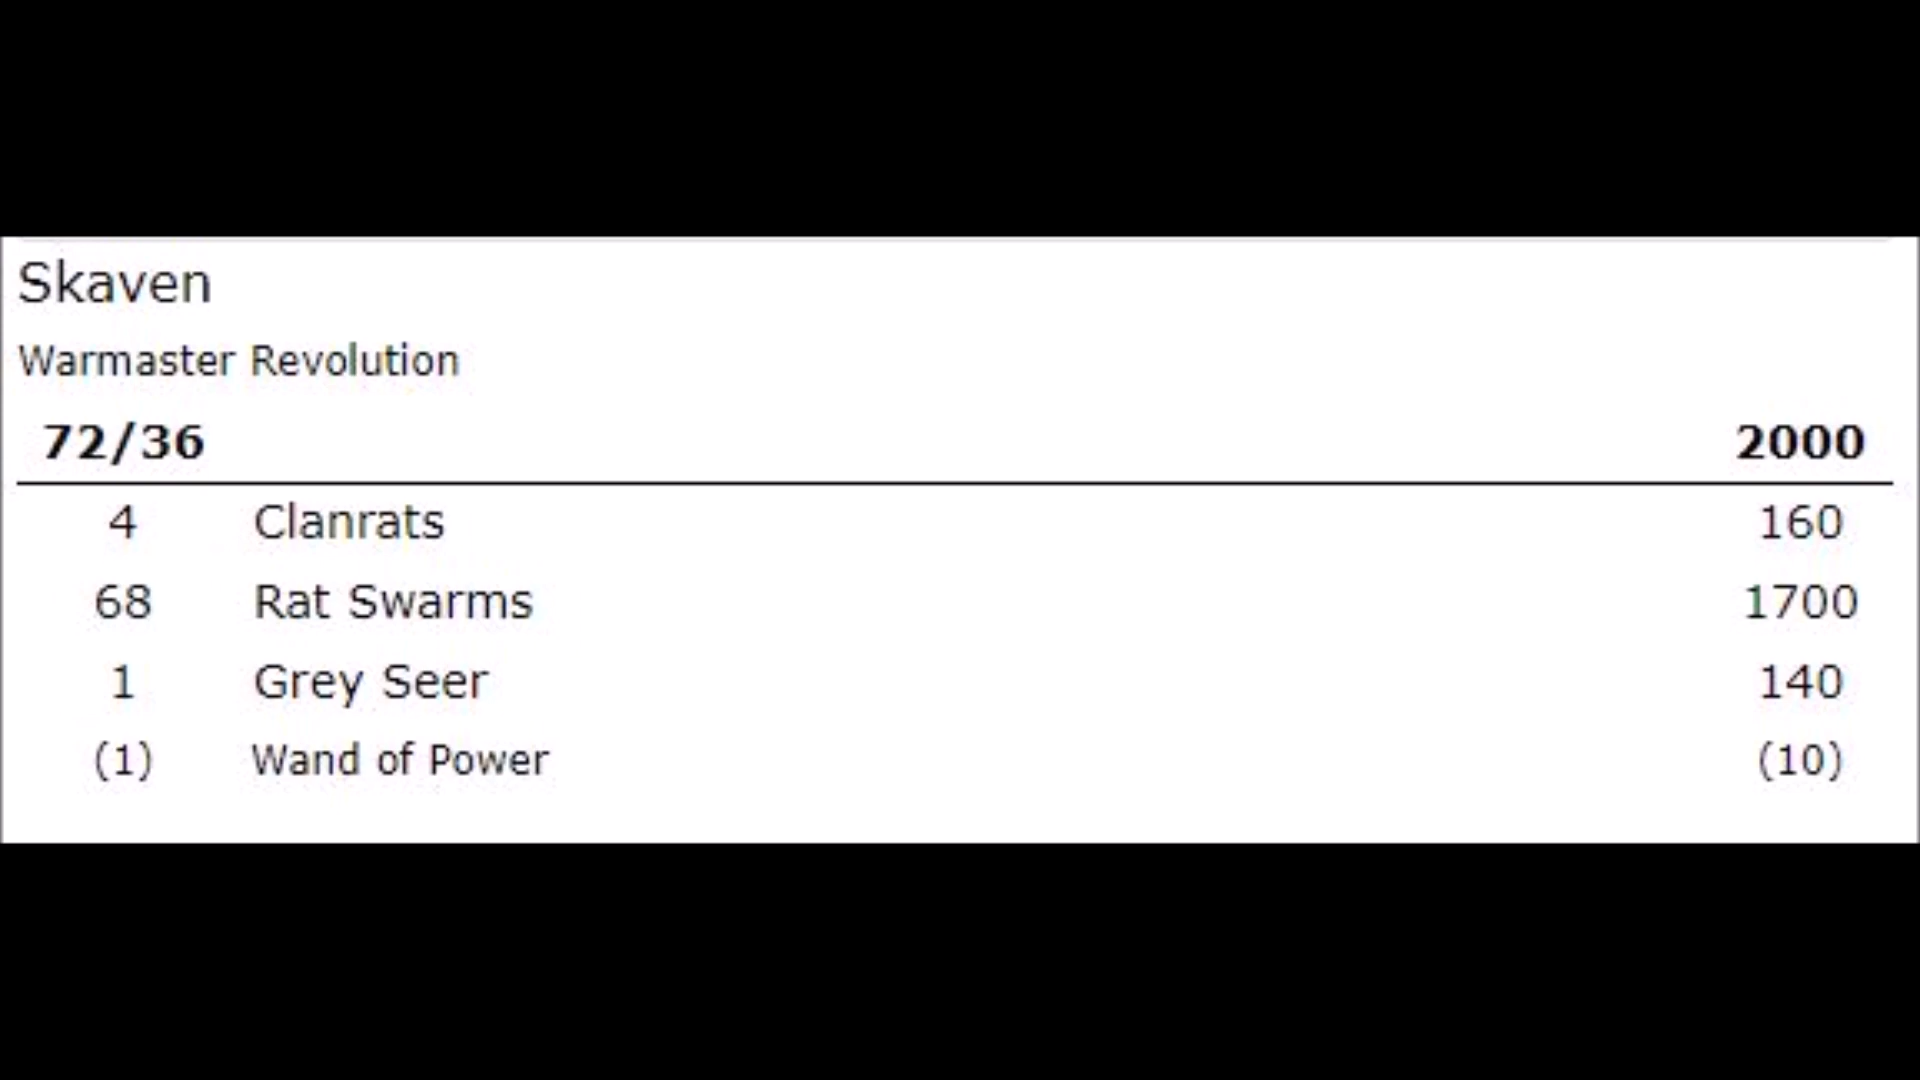 Skaven
Warmaster Revolution
72/36 2000
4 Clanrats 160
68 Rat Swarms 1700
1 Grey Seer 140
(1) Wand of Power (10)